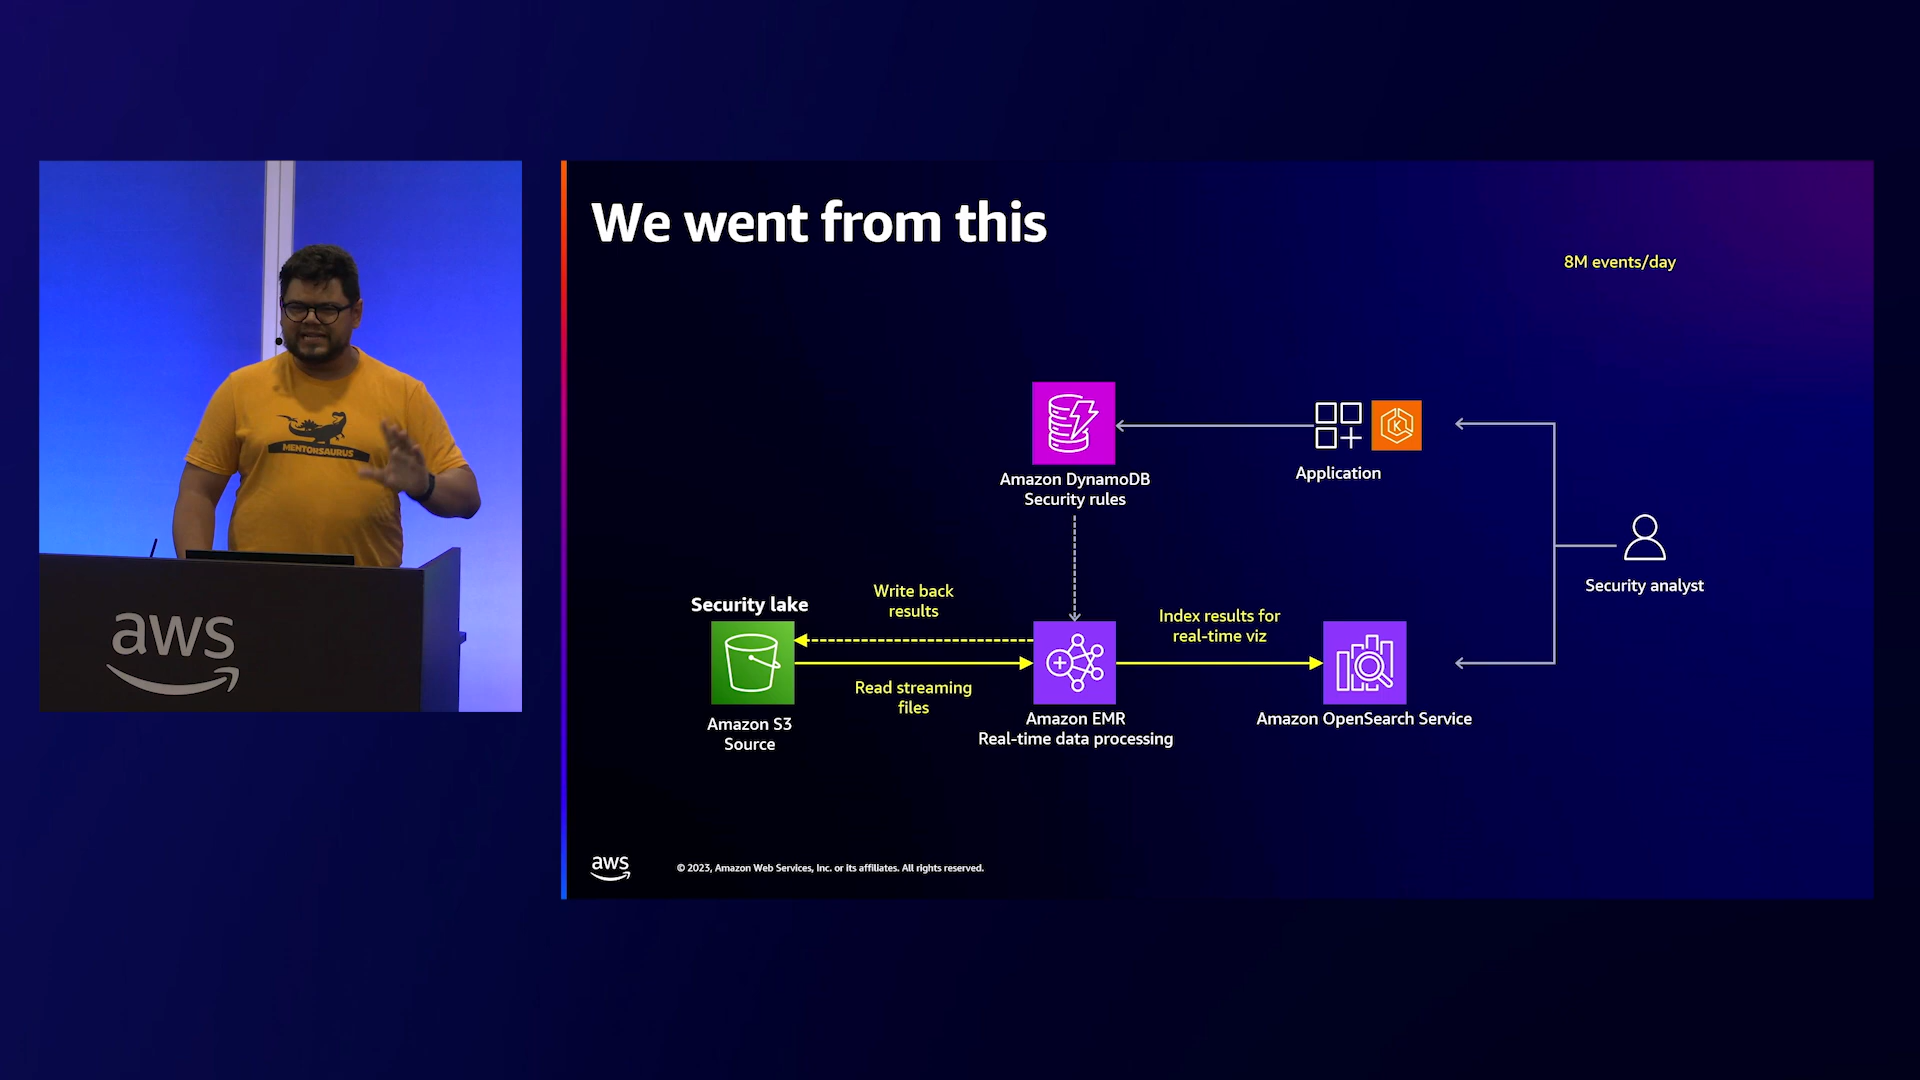 We went from this
8M events/day
Amazon DynamoDB
Security rules
Application
Security analyst
Security lake
Write back
results
Read streaming
files
Index results for
real-time viz
Amazon S3
Source
Amazon EMR
Real-time data processing
Amazon OpenSearch Service
K
MENTORSAURUS
aws
aws
© 2023, Amazon Web Services, Inc. or its affiliates. All rights reserved.